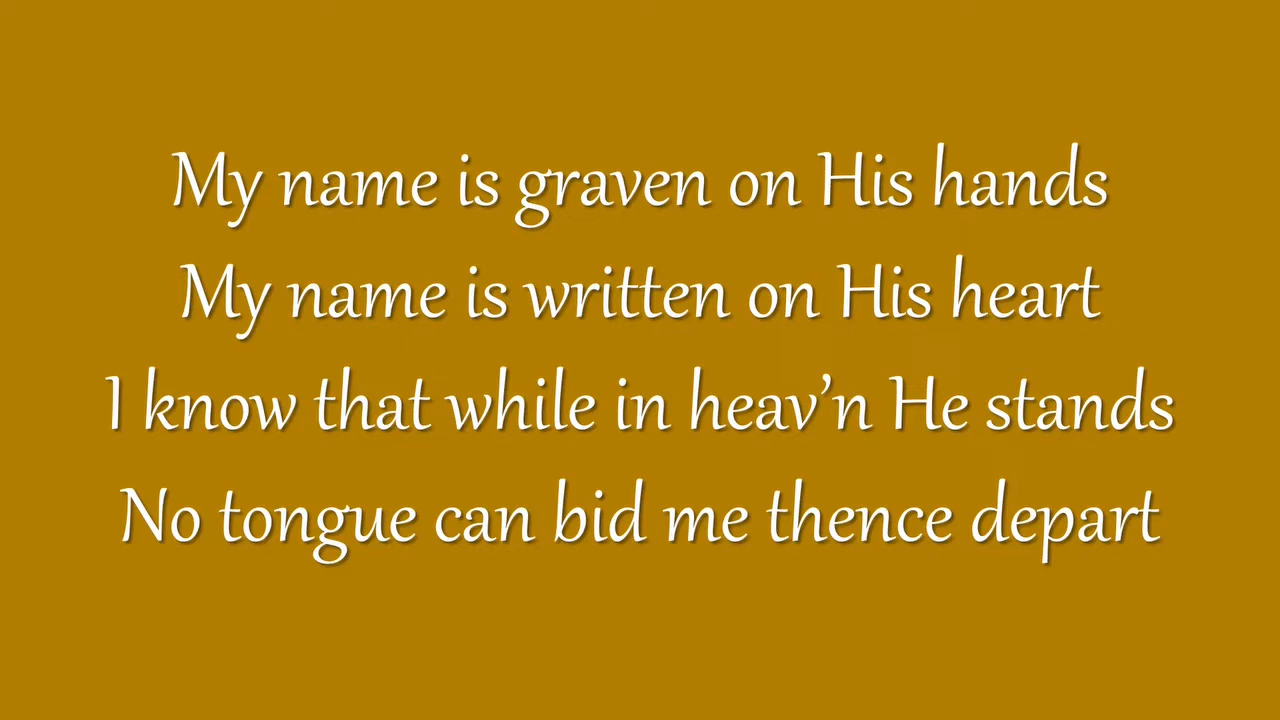 My name is graven on His hands
My name is written on His heart
I know that while in heav’n He stands
No tongue can bid me thence depart